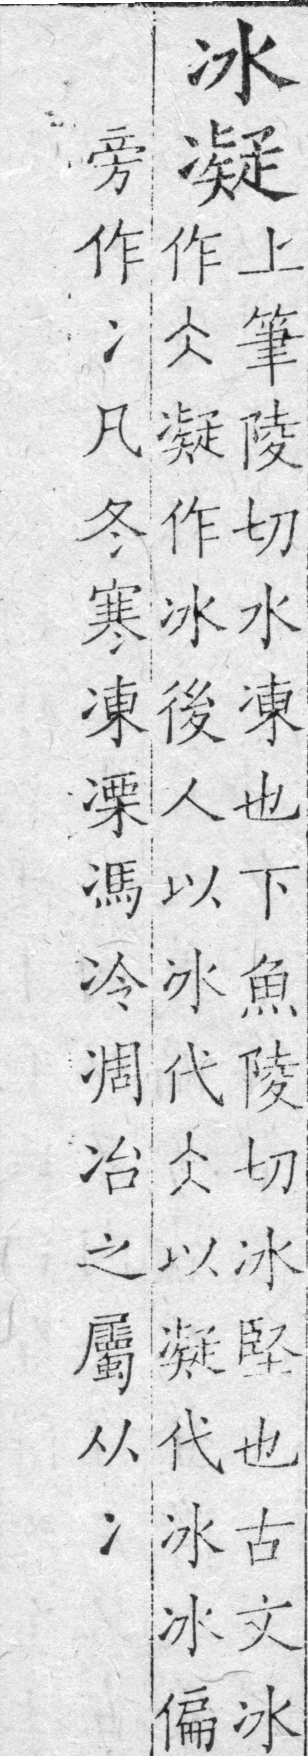 冰凝
上筆陵切水凍也下魚陵切冰堅也古文冰
作仌凝作冰後人以冰代仌以凝代冰冰偏
旁作冫凡冬寒凍凓馮冷凋冶之屬从冫